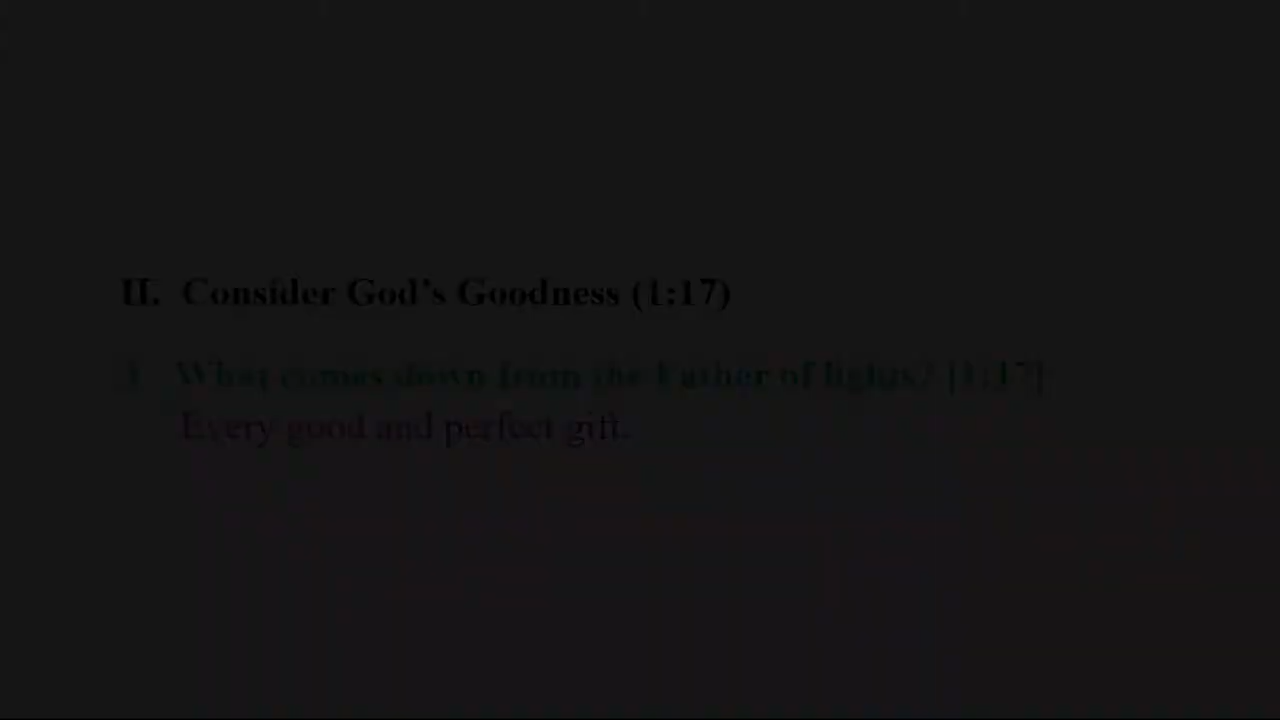 II. Consider God's Goodness (1:17)
What comes down from the Father of lights? [1:17]
Every good and perfect gift.